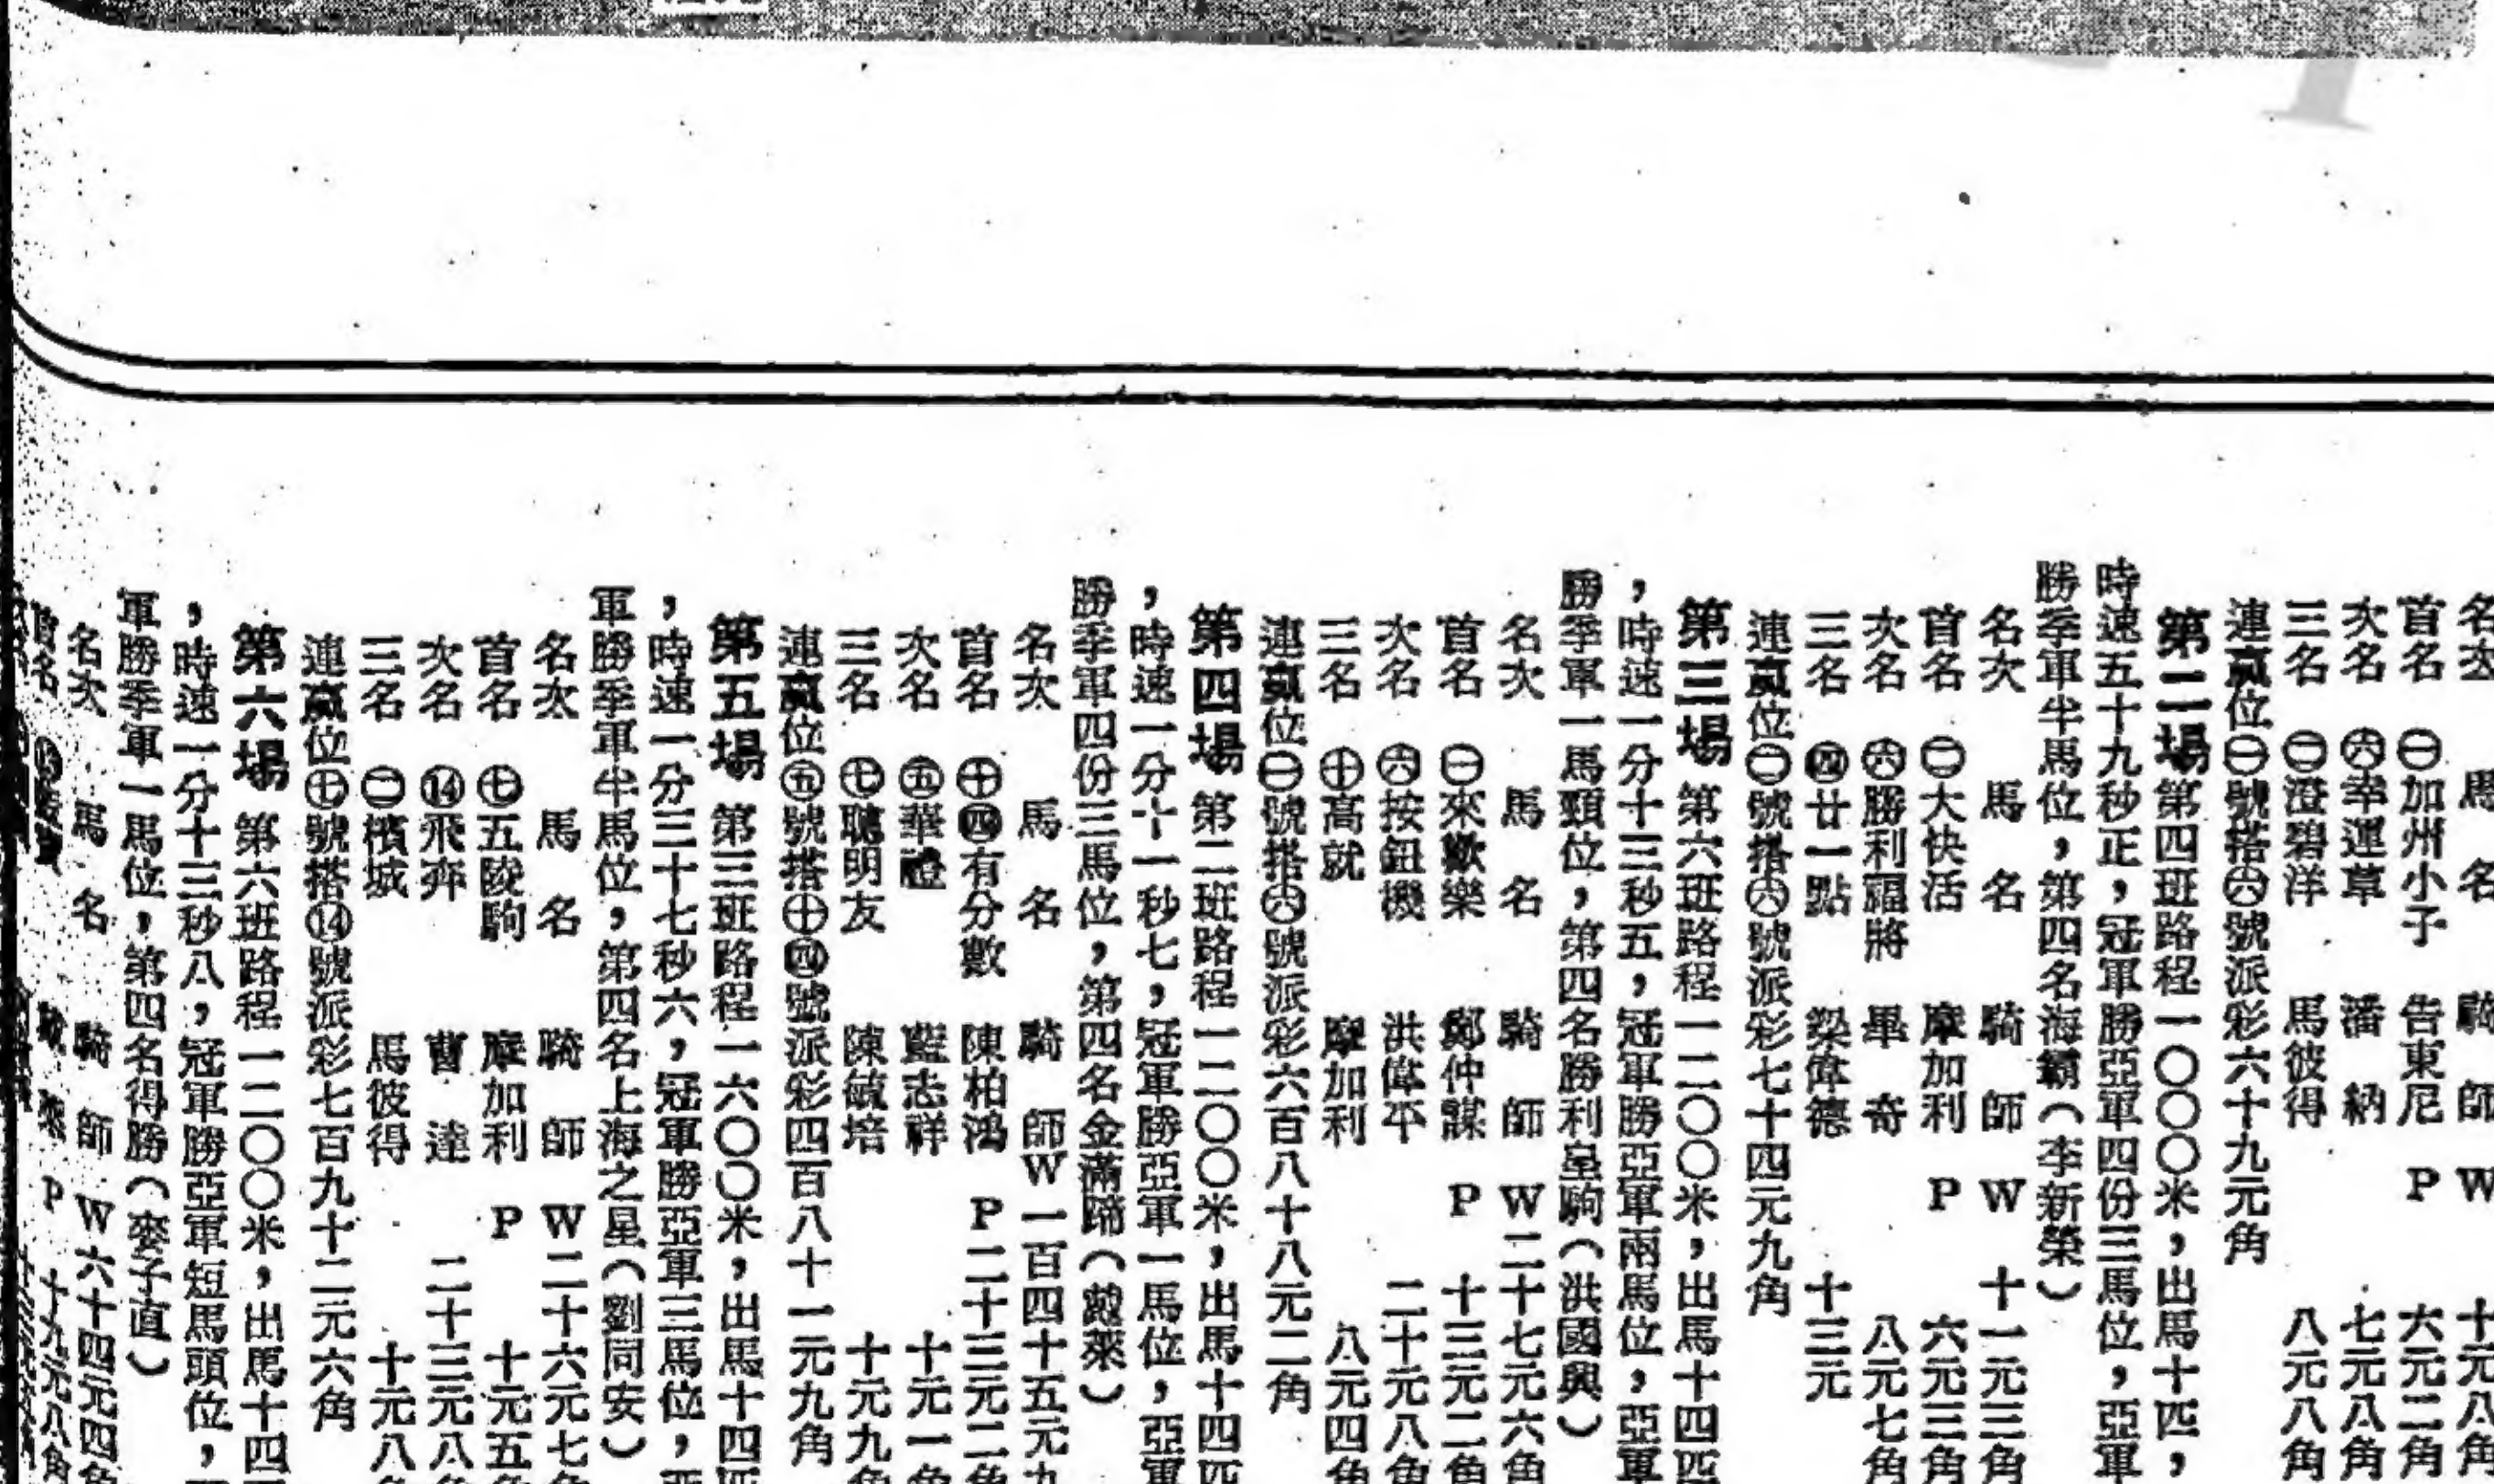 名次 馬名 騎師 W 十元八角
首名 ㊀加州小子 告東尼 P 六元二角
次名 ㊅幸運草 潘納 七元八角
三名 ㊁澄碧洋 馬彼得 八元八角
連贏位㊀號搭㊅號派彩六十九元角
第二場 第四班路程一〇〇〇米，出馬十四匹，
時速五十九秒正，冠軍勝亞軍四份三馬位，亞軍
勝季軍半馬位，第四名海霸（李新榮）
名次 馬名 騎師 W 十一元三角
首名 ㊁大快活 摩加利 P 六元三角
次名 ㊅勝利福將 畢奇 八元七角
三名 ㊃廿一點 梁偉德 十三元
連贏位㊁號搭㊅號派彩七十四元九角
第三場 第六班路程一二〇〇米，出馬十四匹
，時速一分十三秒五，冠軍勝亞軍兩馬位，亞軍
勝季軍一馬頸位，第四名勝利皇駒（洪國興）
名次 馬名 騎師 W 二十七元六角
首名 ㊀來歡樂 鄭仲謀 P 十三元二角
次名 ㊅按鈕機 洪偉平 二十元八角
三名 ㊉高就 摩加利 八元四角
連贏位㊀號搭㊅號派彩六百八十八元二角
第四場 第二班路程一二〇〇米，出馬十四匹
，時速一分十一秒七，冠軍勝亞軍一馬位，亞軍
勝季軍四份三馬位，第四名金滿蹄（戴萊）
名次 馬名 騎師 W 一百四十五元九
首名 ㊉㊃有分數 陳柏鴻 P 二十三元二角
次名 ㊄華禮 藍志祥 十元一角
三名 ㊆聰明友 陳毓培 十元九角
連贏位㊄號搭㊉㊃號派彩四百八十一元九角
第五場 第三班路程一六〇〇米，出馬十四匹
，時速一分三十七秒六，冠軍勝亞軍三馬位，亞
軍勝季軍半馬位，第四名上海之星（劉同安）
名次 馬名 騎師 W 二十六元七角
首名 ㊆五陵駒 摩加利 P 十元五角
次名 ⑭飛奔 曹達 二十三元八角
三名 ㊁檳城 馬彼得 十元八角
連贏位㊆號搭⑭號派彩七百九十二元六角
第六場 第六班路程一二〇〇米，出馬十四
，時速一分十三秒八，冠軍勝亞軍短馬頭位，
軍勝季軍一馬位，第四名得勝（麥子直）
名次 馬名 騎師 W 六十四元四角
首名 P 十九元八角